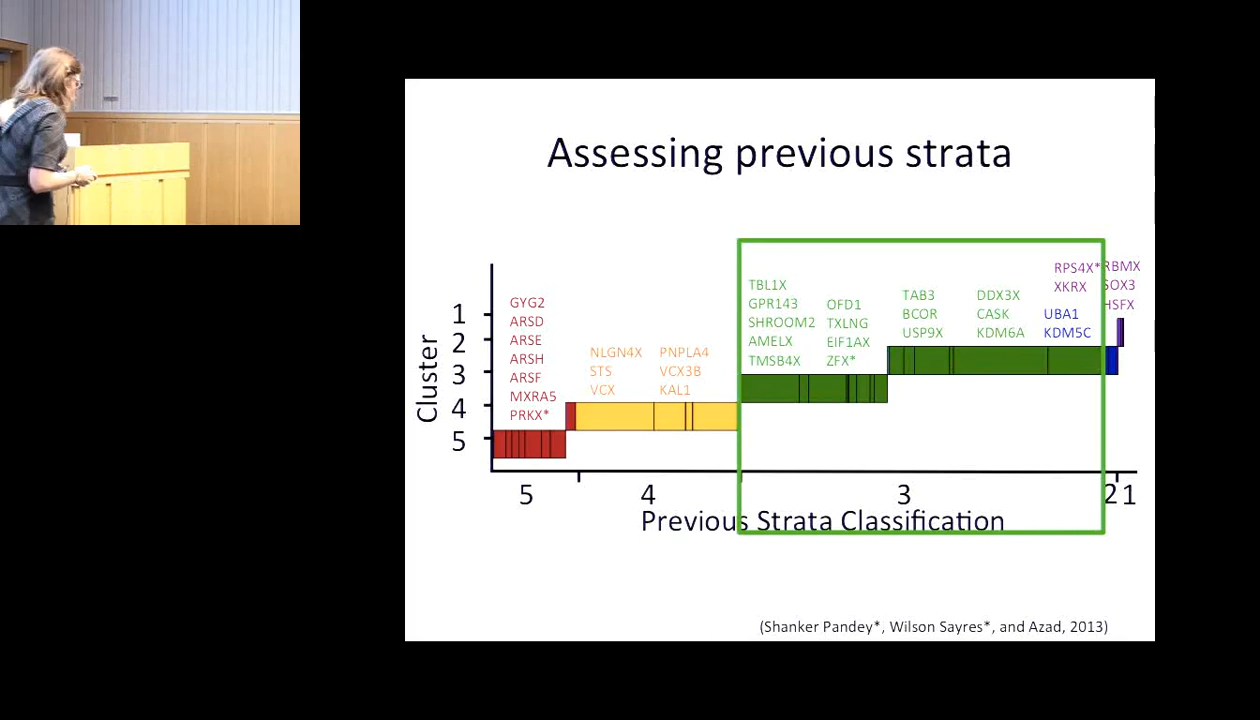 Assessing previous strata
Cluster
1
2
3
4
5
GYG2
ARSD
ARSE
ARSH
ARSF
MXRA5
PRKX*
NLGN4X
STS
VCX
PNPLA4
VCX3B
KAL1
TBL1X
GPR143
SHROOM2
AMELX
TMSB4X
OFD1
TXLNG
EIF1AX
ZFX*
TAB3
BCOR
USP9X
DDX3X
CASK
KDM6A
RPS4X*
XKRX
UBA1
KDM5C
RBMX
SOX3
HSFX
5 4 3 2 1
Previous Strata Classification
(Shanker Pandey*, Wilson Sayres*, and Azad, 2013)